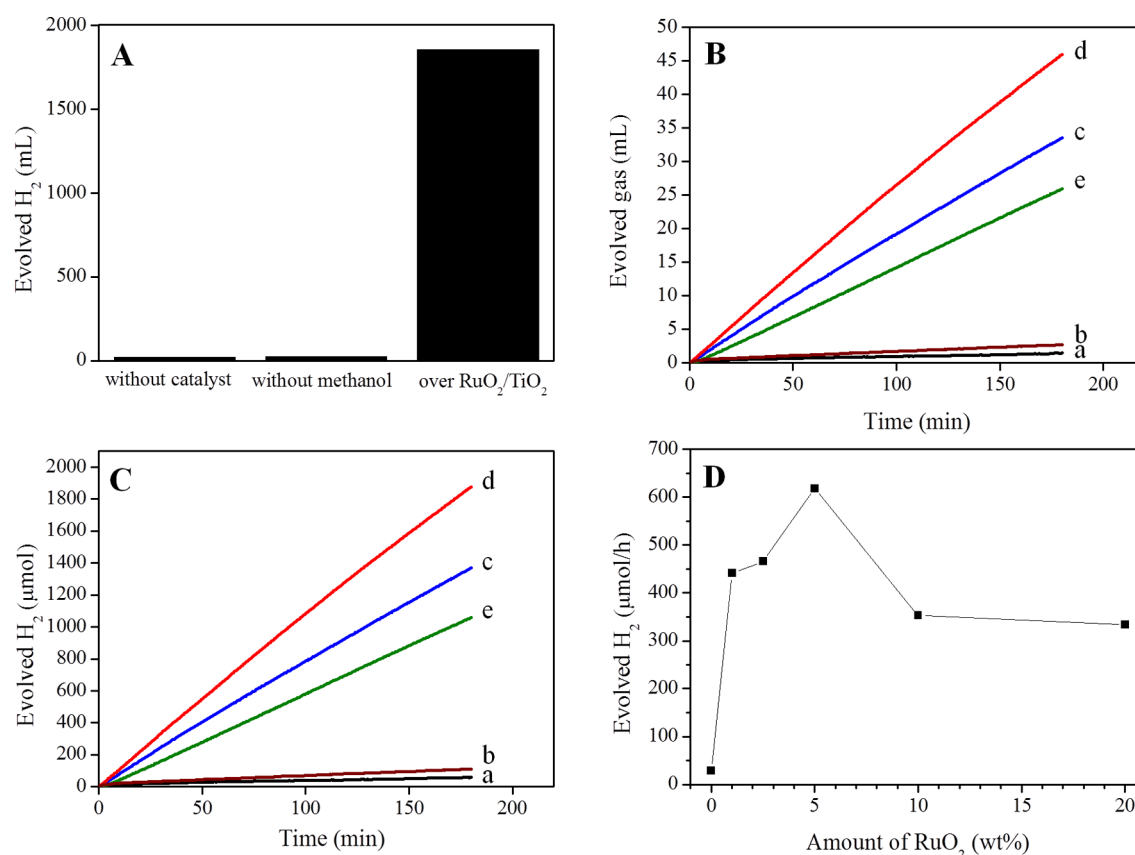 A
Evolved H₂ (mL)
2000
1500
1000
500
0
without catalyst
without methanol
over RuO₂/TiO₂
B
Evolved gas (mL)
50
45
40
35
30
25
20
15
10
5
0
d
c
e
b
a
0
50
100
150
200
Time (min)
C
Evolved H₂ (µmol)
2000
1800
1600
1400
1200
1000
800
600
400
200
0
d
c
e
b
a
0
50
100
150
200
Time (min)
D
Evolved H₂ (µmol/h)
700
600
500
400
300
200
100
0
0
5
10
15
20
Amount of RuO₂ (wt%)